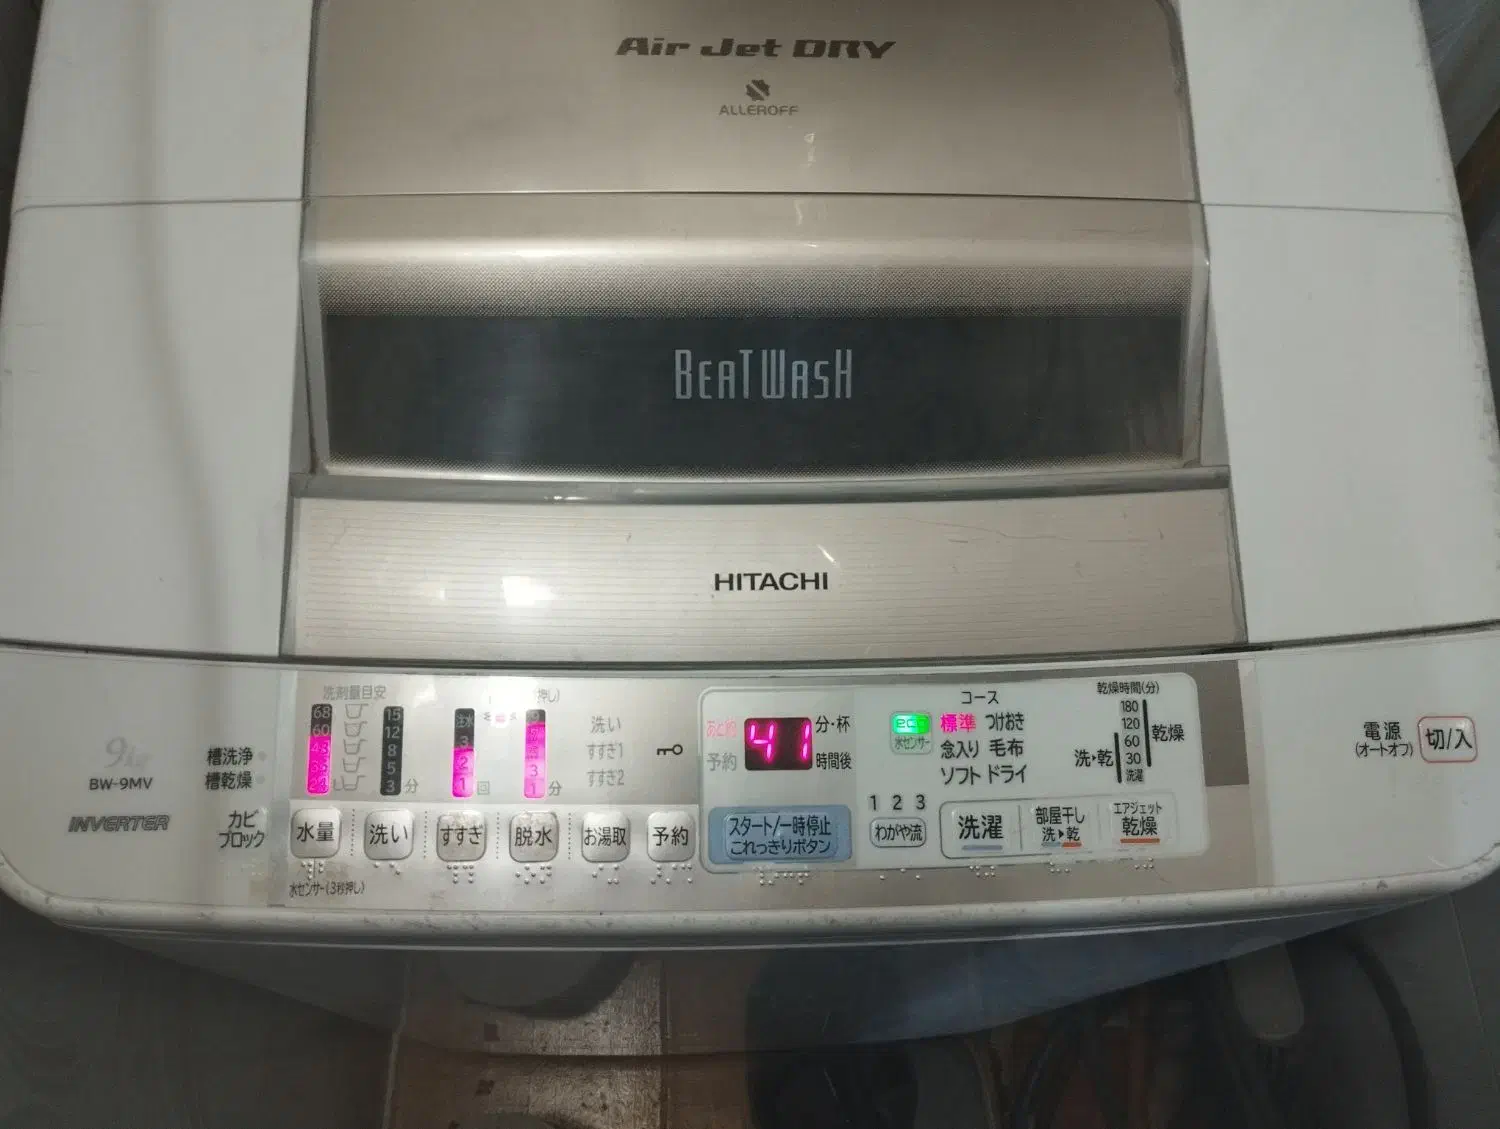 Air Jet DRY
ALLEROFF
BEATWASH
HITACHI
9kg
BW-9MV
INVERTER
槽洗浄
槽乾燥
カビ
ブロック
洗剤量目安
68
60
48
24
15
12
8
5
3 分
注水
3
2
1 回
押し)
9
3
1 分
洗い
すすぎ1
すすぎ2
水量
洗い
すすぎ
脱水
お湯取
予約
水センサー(3秒押し)
あと約
予約
41
分・杯
時間後
スタート/一時停止
これっきりボタン
eco
水センサー
コース
標準 つけおき
念入り 毛布
ソフト ドライ
1 2 3
わがや流
洗濯
部屋干し
洗▶乾
エアジェット
乾燥
乾燥時間(分)
180
120
60
30
洗濯
乾燥
洗▶乾
電源
(オートオフ)
切/入